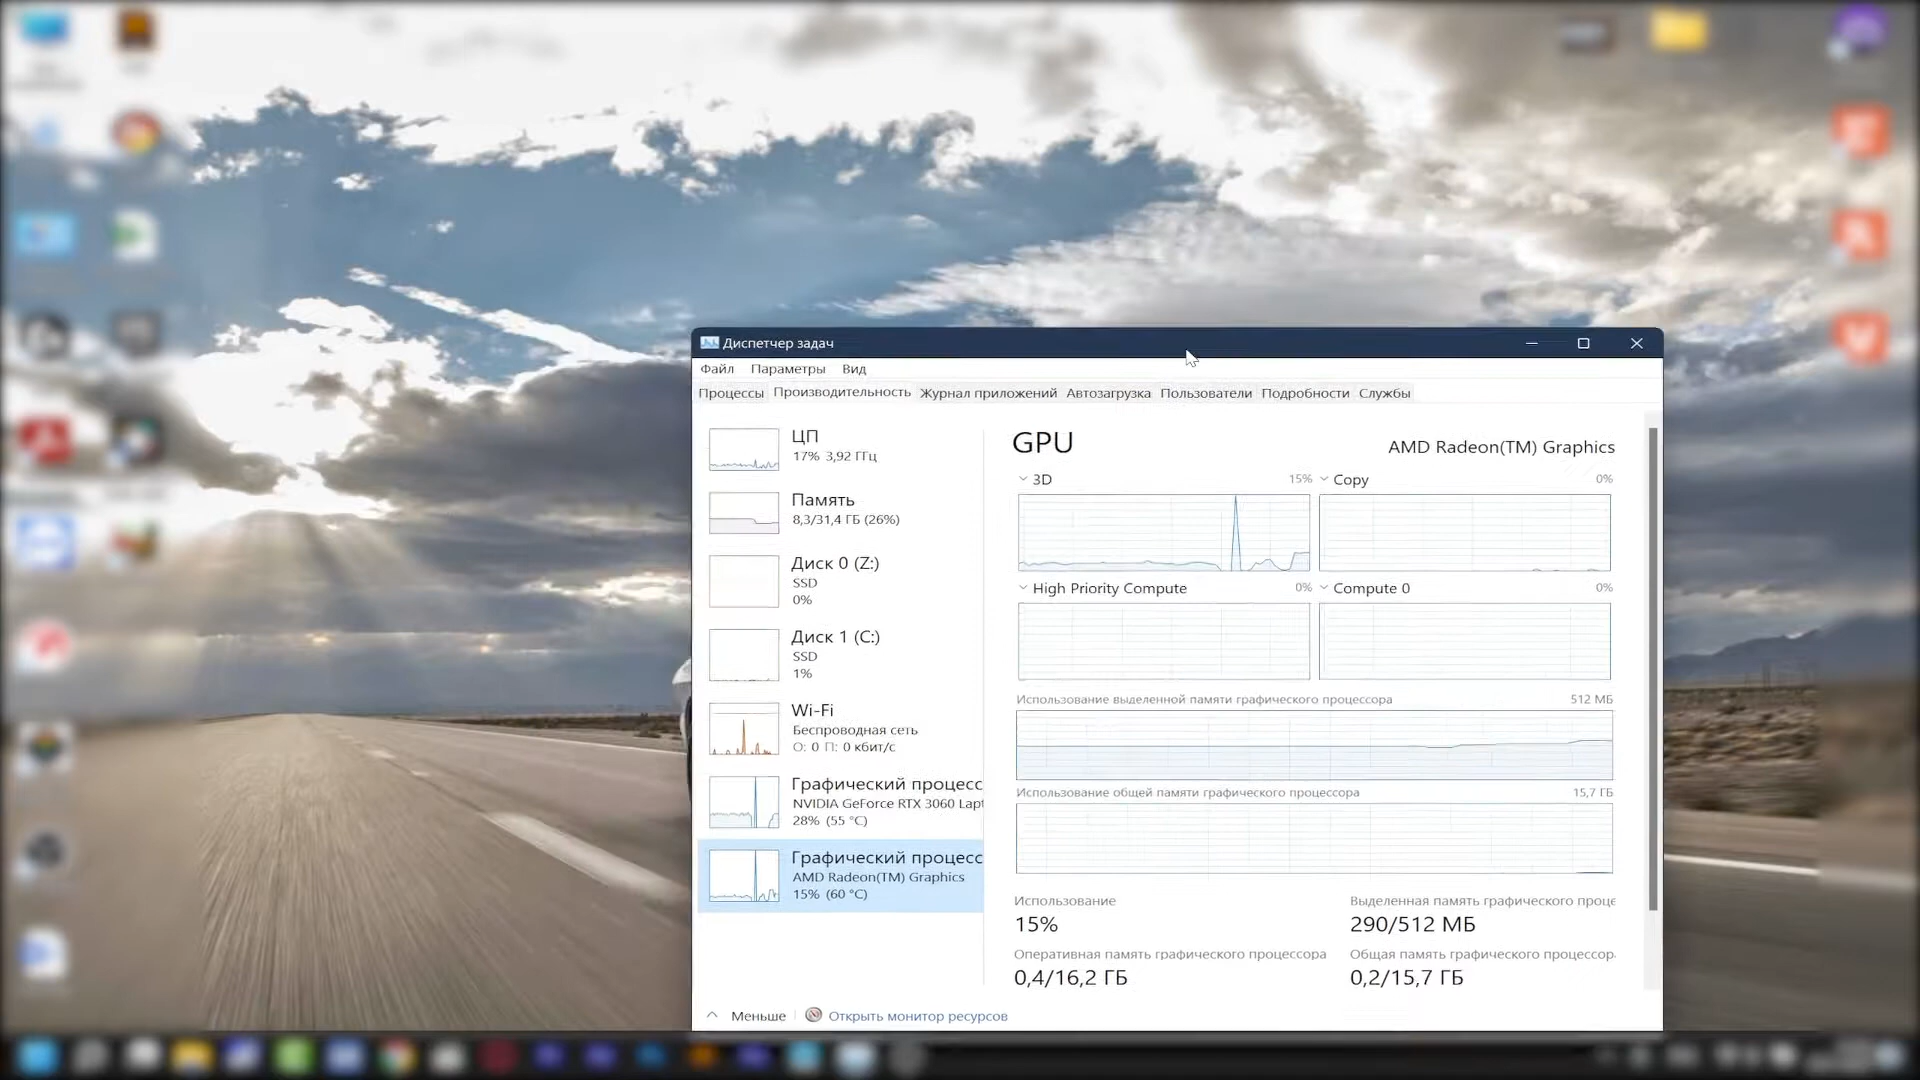 Диспетчер задач
Файл Параметры Вид
Процессы Производительность Журнал приложений Автозагрузка Пользователи Подробности Службы
ЦП
17% 3,92 ГГц
Память
8,3/31,4 ГБ (26%)
Диск 0 (Z:)
SSD
0%
Диск 1 (C:)
SSD
1%
Wi-Fi
Беспроводная сеть
О: 0 П: 0 кбит/с
Графический процесс
NVIDIA GeForce RTX 3060 Lapt
28% (55 °C)
Графический процесс
AMD Radeon(TM) Graphics
15% (60 °C)
GPU
AMD Radeon(TM) Graphics
3D 15%
Copy 0%
High Priority Compute 0%
Compute 0 0%
Использование выделенной памяти графического процессора 512 МБ
Использование общей памяти графического процессора 15,7 ГБ
Использование
15%
Выделенная память графического проце
290/512 МБ
Оперативная память графического процессора
0,4/16,2 ГБ
Общая память графического процессор
0,2/15,7 ГБ
Меньше
Открыть монитор ресурсов